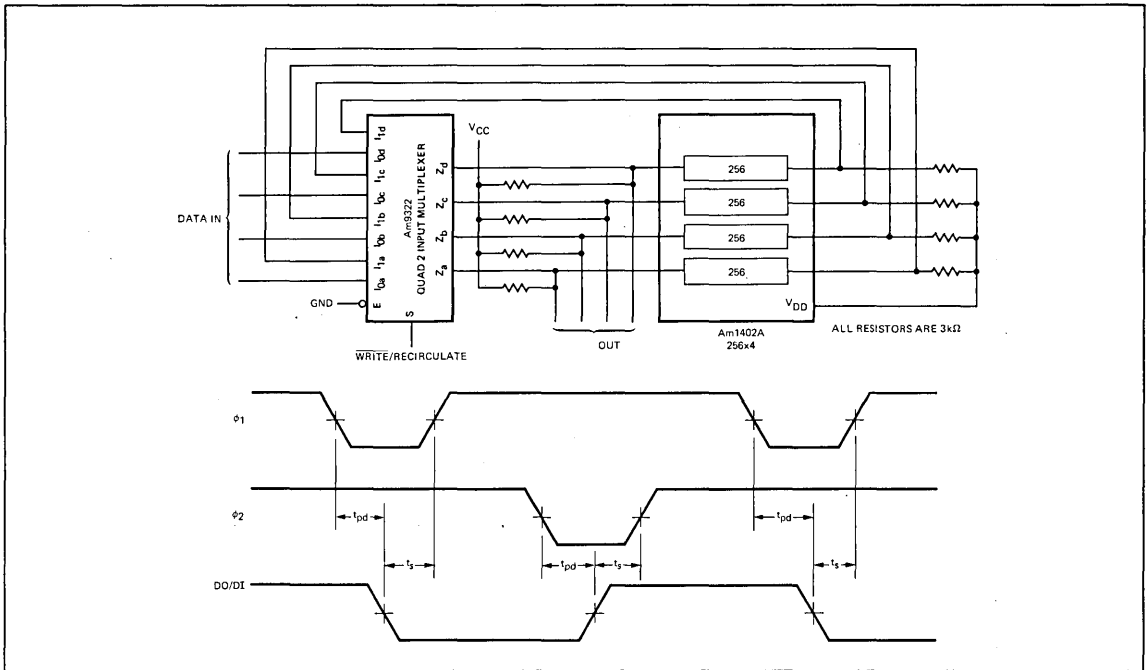 VCC
I1d
I0d
I1c
I0c
I1b
I0b
I1a
I0a
E
S
Am9322
QUAD 2 INPUT MULTIPLEXER
Zd
Zc
Zb
Za
DATA IN
GND
WRITE/RECIRCULATE
OUT
256
256
256
256
VDD
Am1402A
256x4
ALL RESISTORS ARE 3kΩ
ϕ1
tpd
tpd
ts
ts
ϕ2
tpd
ts
DO/DI